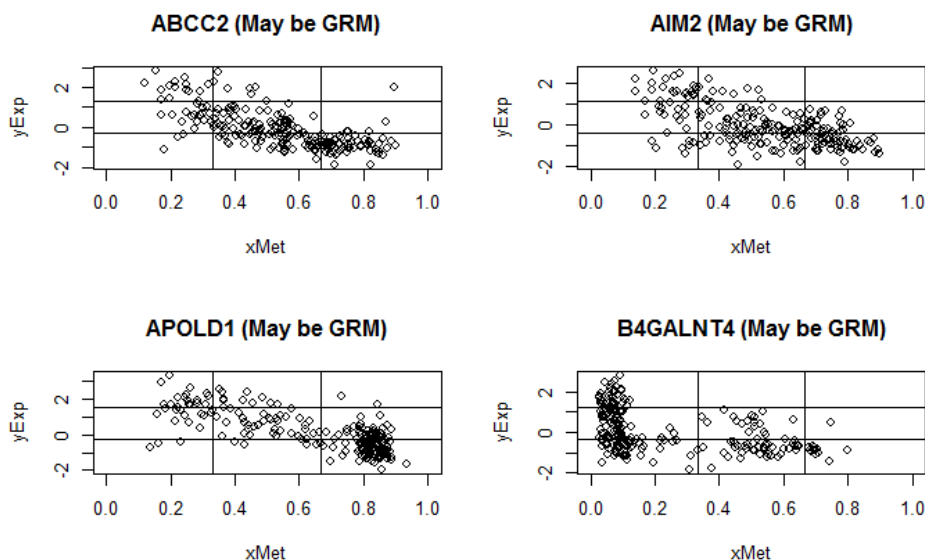 ABCC2 (May be GRM)
yExp
2
0
-2
0.0 0.2 0.4 0.6 0.8 1.0
xMet
AIM2 (May be GRM)
yExp
2
0
-2
0.0 0.2 0.4 0.6 0.8 1.0
xMet
APOLD1 (May be GRM)
yExp
2
0
-2
0.0 0.2 0.4 0.6 0.8 1.0
xMet
B4GALNT4 (May be GRM)
yExp
2
0
-2
0.0 0.2 0.4 0.6 0.8 1.0
xMet